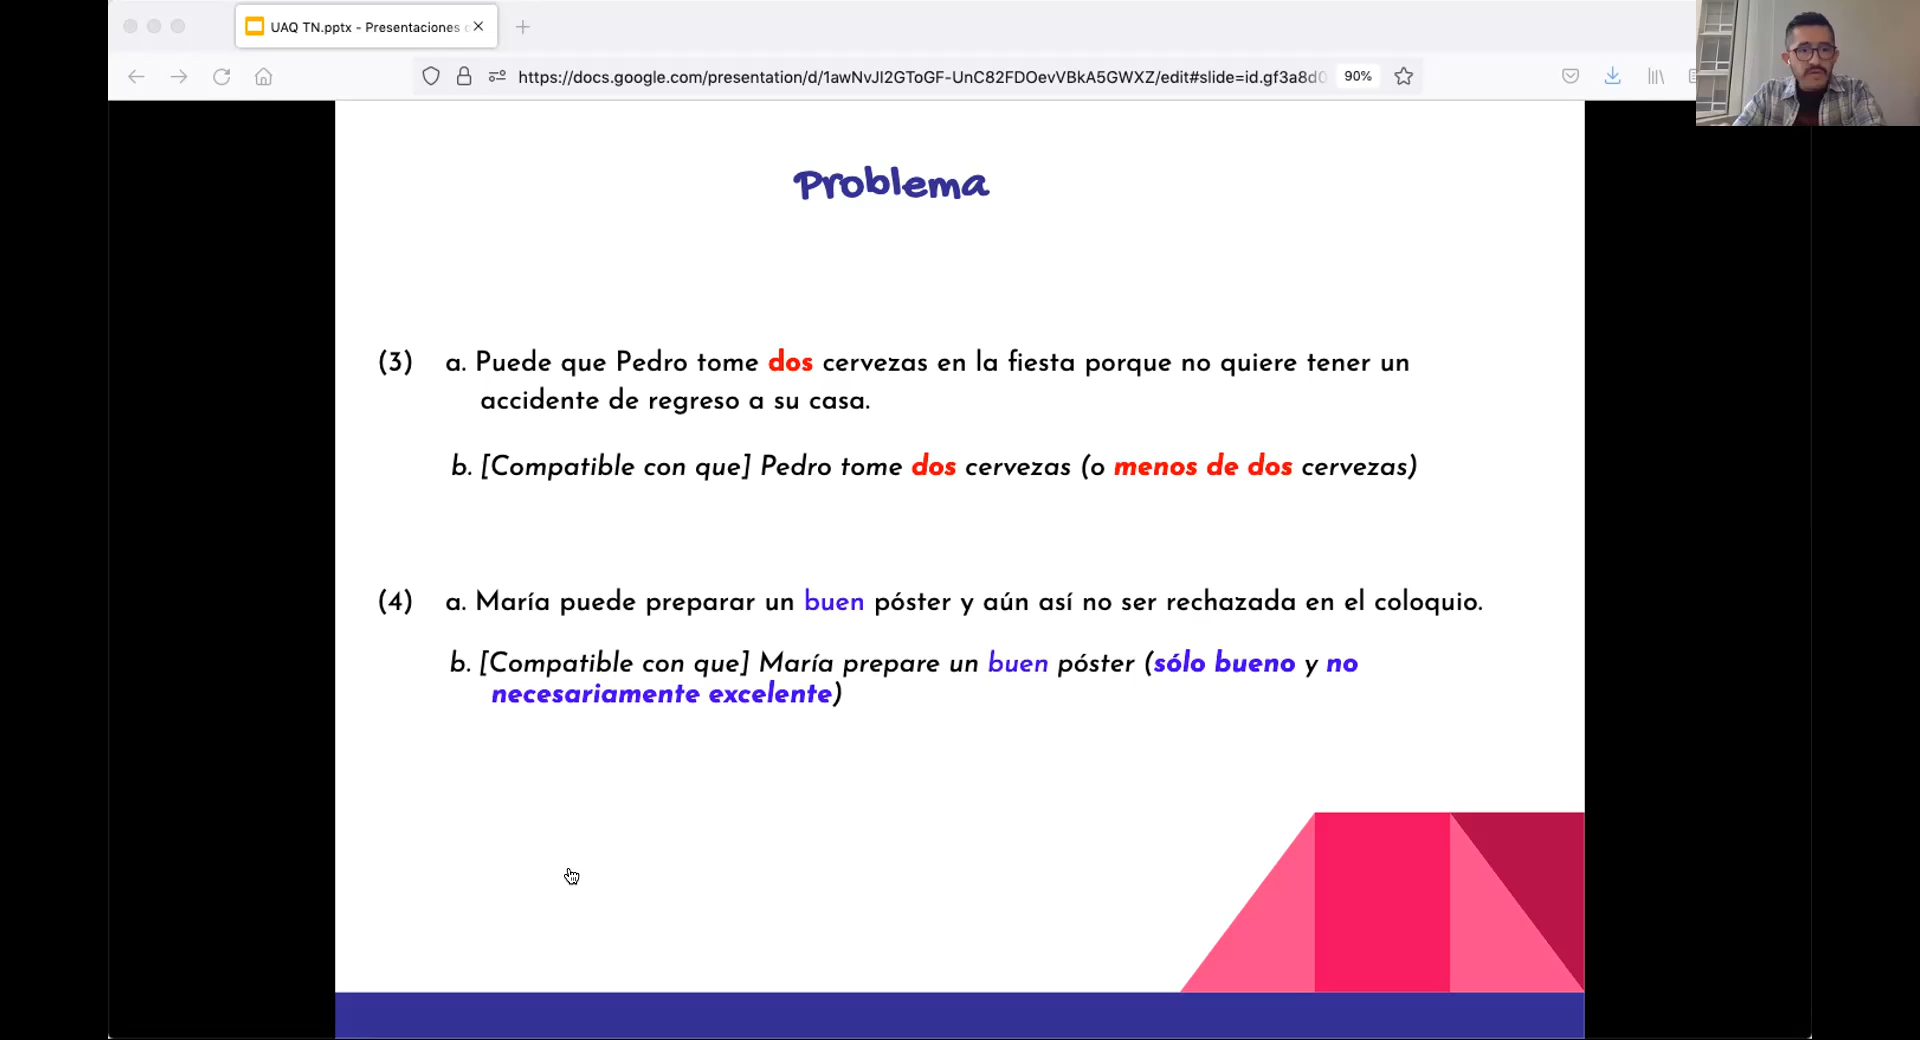 UAQ TN.pptx - Presentaciones
https://docs.google.com/presentation/d/1awNvJI2GToGF-UnC82FDOevVBkA5GWXZ/edit#slide=id.gf3a8d0
90%
Problema
(3) a. Puede que Pedro tome dos cervezas en la fiesta porque no quiere tener un
accidente de regreso a su casa.
b. [Compatible con que] Pedro tome dos cervezas (o menos de dos cervezas)
(4) a. María puede preparar un buen póster y aún así no ser rechazada en el coloquio.
b. [Compatible con que] María prepare un buen póster (sólo bueno y no
necesariamente excelente)